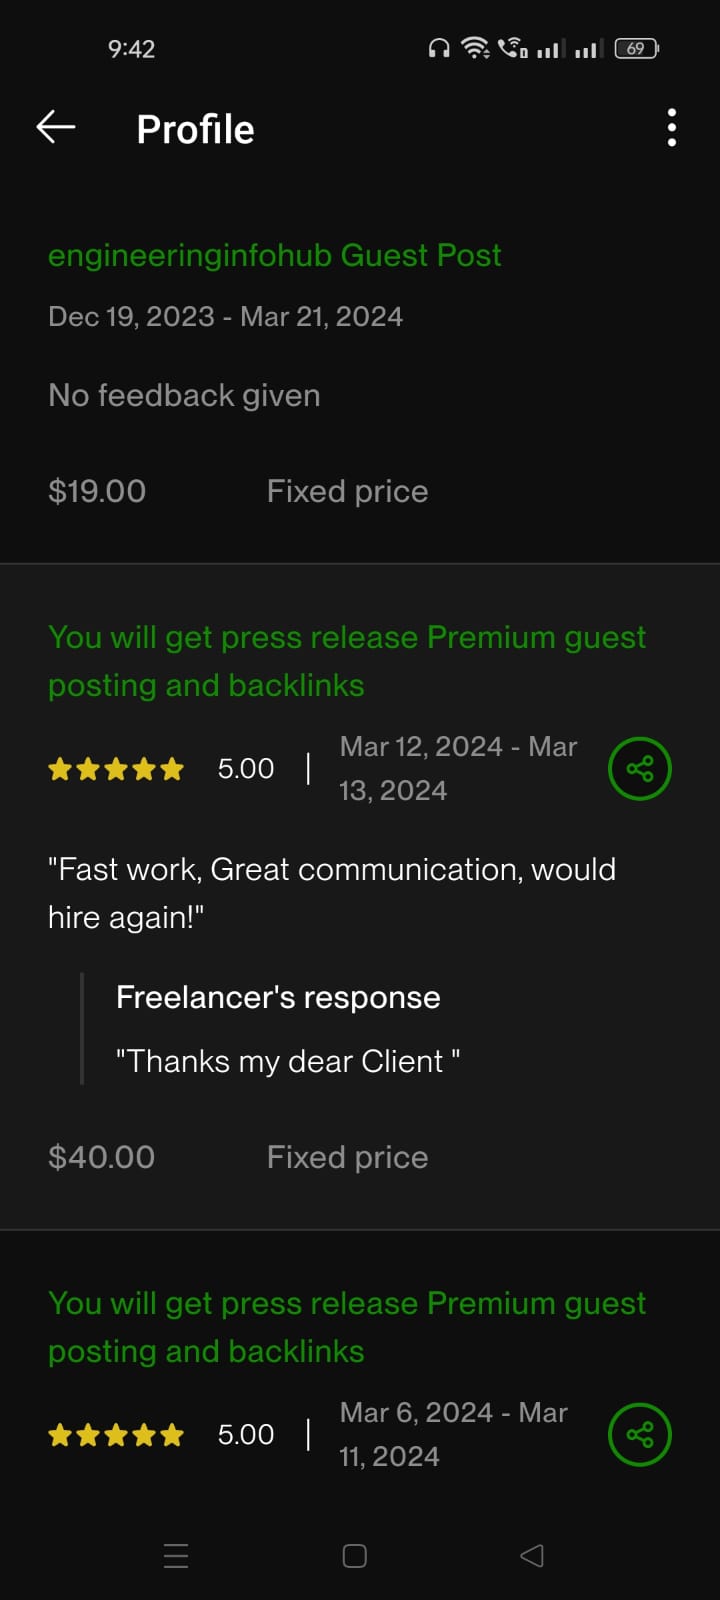 9:42
69
Profile
engineeringinfohub Guest Post
Dec 19, 2023 - Mar 21, 2024
No feedback given
$19.00 Fixed price
You will get press release Premium guest
posting and backlinks
5.00 | Mar 12, 2024 - Mar
13, 2024
"Fast work, Great communication, would
hire again!"
Freelancer's response
"Thanks my dear Client "
$40.00 Fixed price
You will get press release Premium guest
posting and backlinks
5.00 | Mar 6, 2024 - Mar
11, 2024